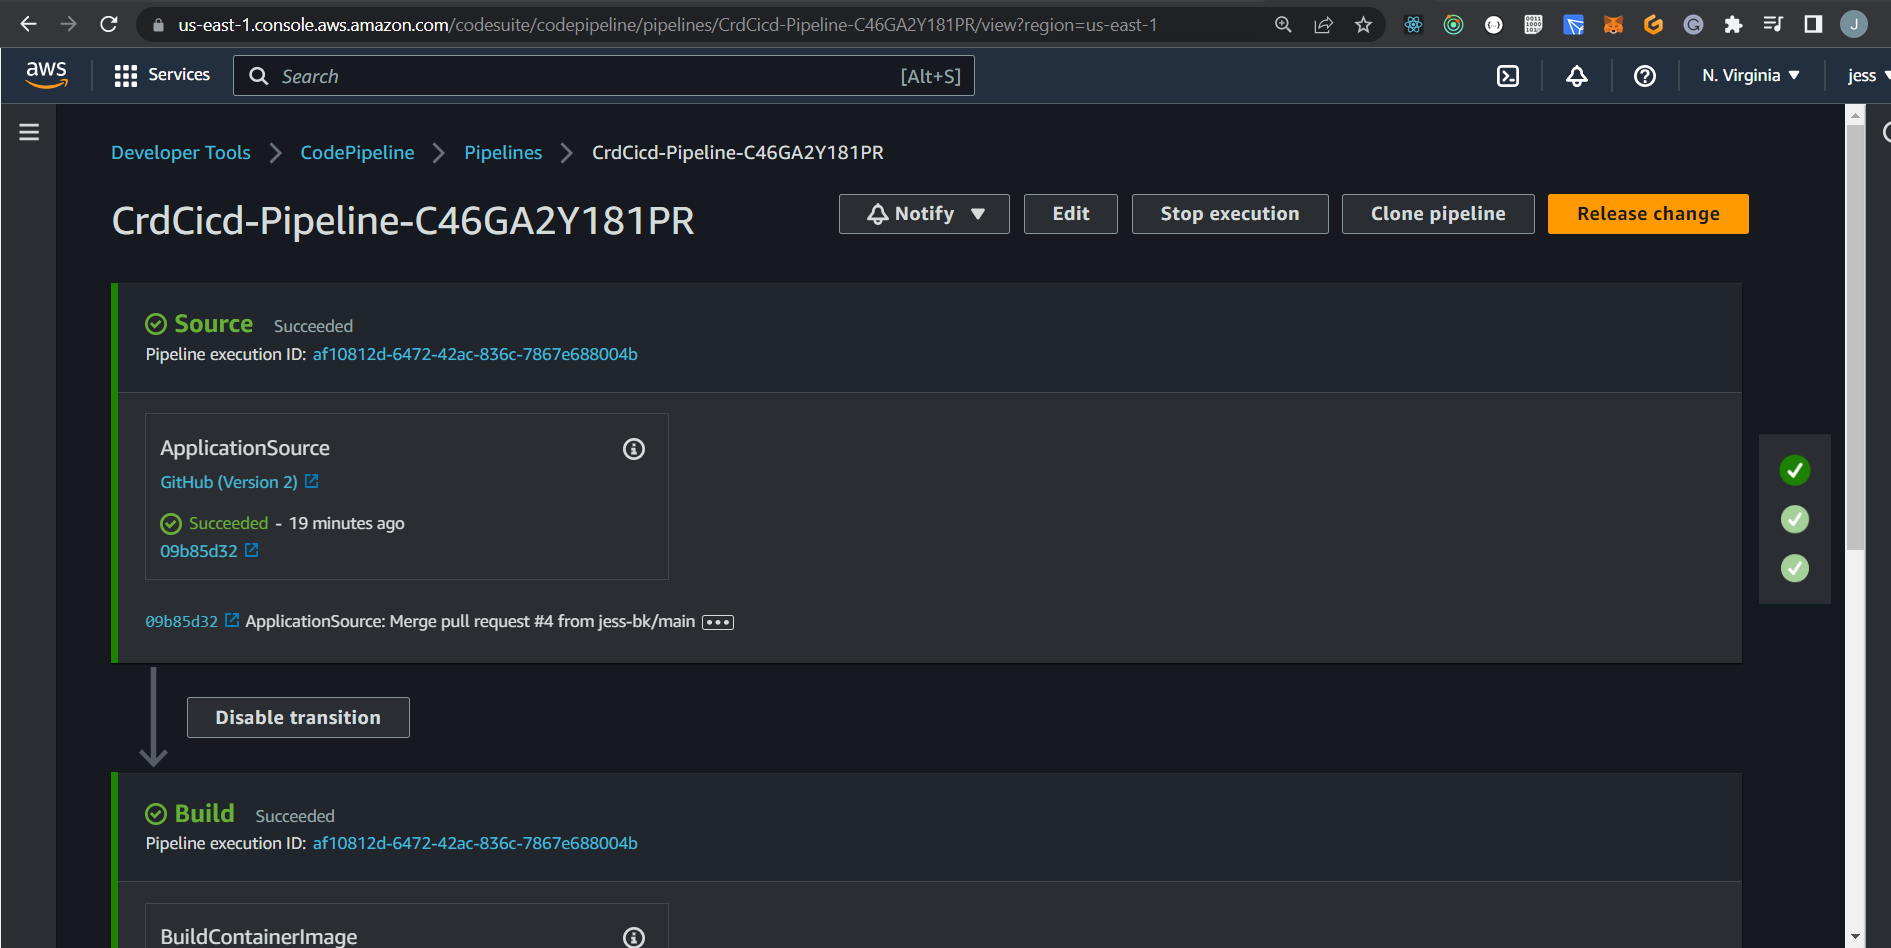 us-east-1.console.aws.amazon.com/codesuite/codepipeline/pipelines/CrdCicd-Pipeline-C46GA2Y181PR/view?region=us-east-1
J
aws
Services
Search
[Alt+S]
N. Virginia
jess
Developer Tools
CodePipeline
Pipelines
CrdCicd-Pipeline-C46GA2Y181PR
CrdCicd-Pipeline-C46GA2Y181PR
Notify
Edit
Stop execution
Clone pipeline
Release change
Source Succeeded
Pipeline execution ID: af10812d-6472-42ac-836c-7867e688004b
ApplicationSource
GitHub (Version 2)
Succeeded - 19 minutes ago
09b85d32
09b85d32 ApplicationSource: Merge pull request #4 from jess-bk/main
Disable transition
Build Succeeded
Pipeline execution ID: af10812d-6472-42ac-836c-7867e688004b
BuildContainerImage